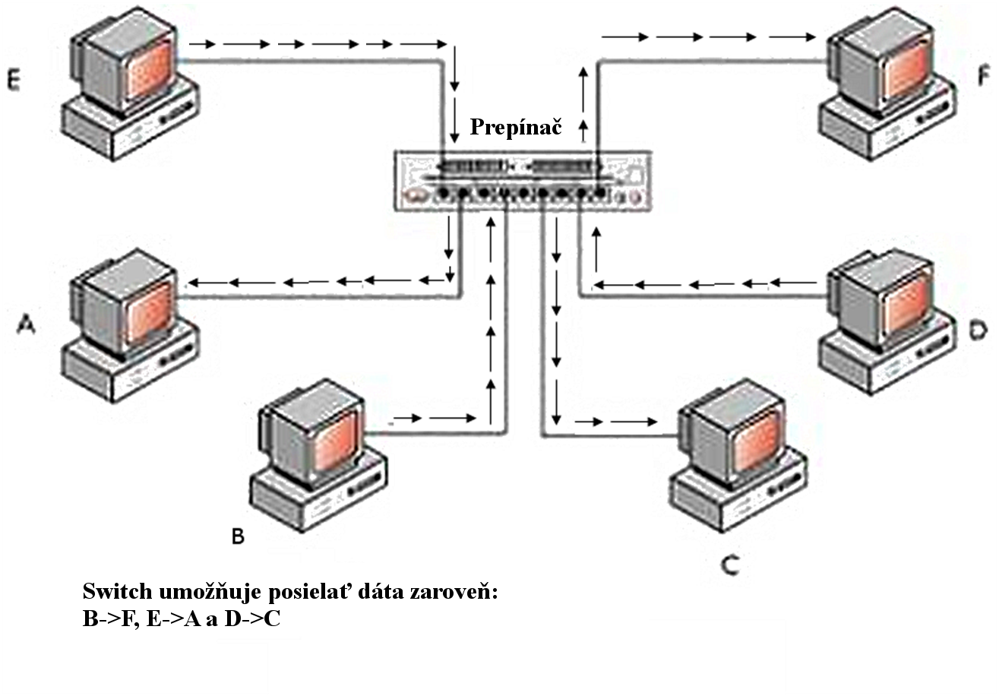 E
F
Prepínač
A
D
B
C
Switch umožňuje posielať dáta zaroveň:
B->F, E->A a D->C